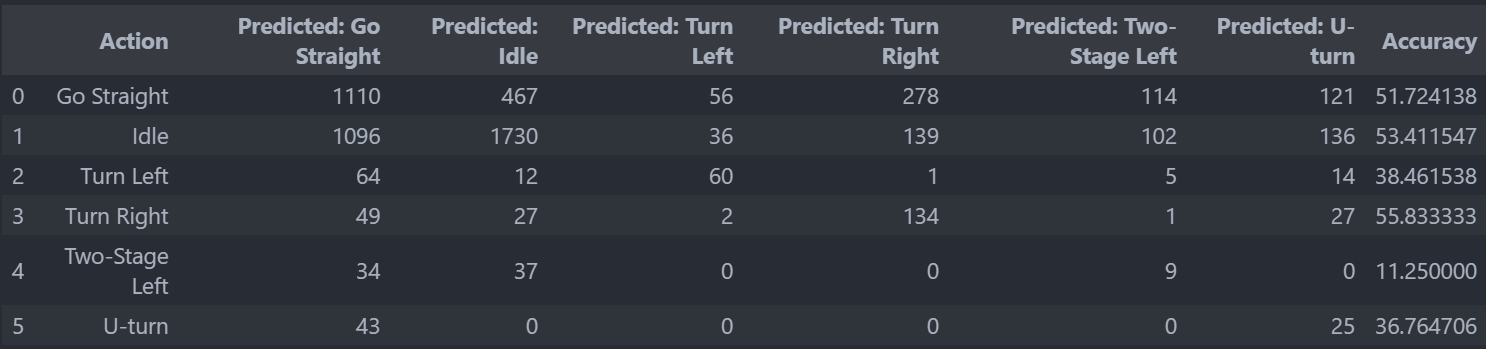 Action Predicted: Go Straight Predicted: Idle Predicted: Turn Left Predicted: Turn Right Predicted: Two-Stage Left Predicted: U-turn Accuracy
0 Go Straight 1110 467 56 278 114 121 51.724138
1 Idle 1096 1730 36 139 102 136 53.411547
2 Turn Left 64 12 60 1 5 14 38.461538
3 Turn Right 49 27 2 134 1 27 55.833333
4 Two-Stage Left 34 37 0 0 9 0 11.250000
5 U-turn 43 0 0 0 0 25 36.764706